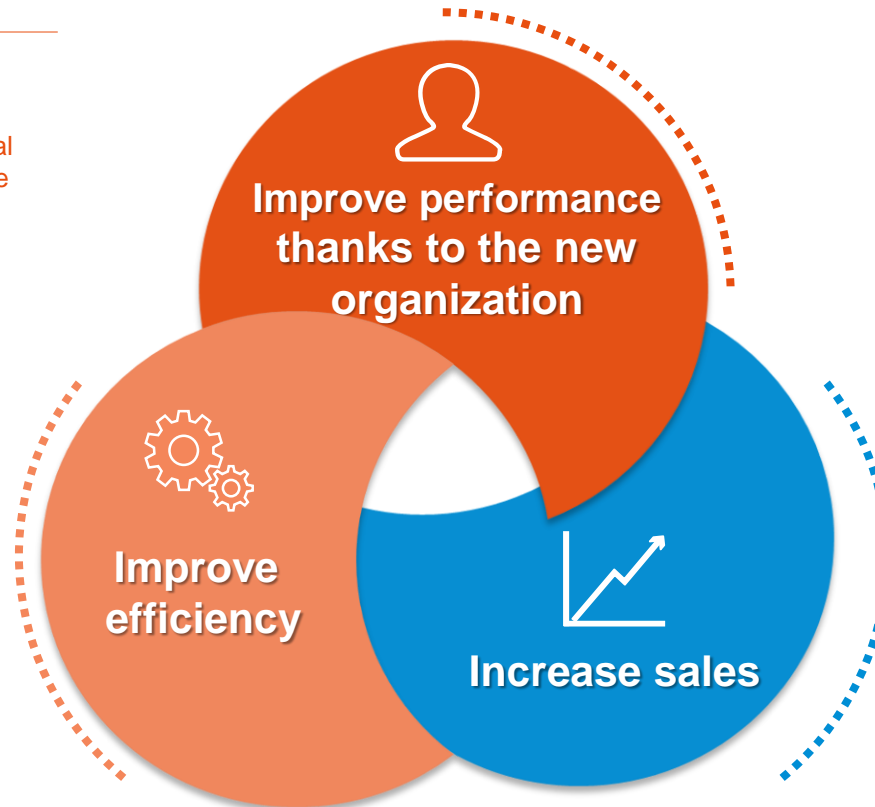 Improve performance
thanks to the new
organization
Improve
efficiency
Increase sales